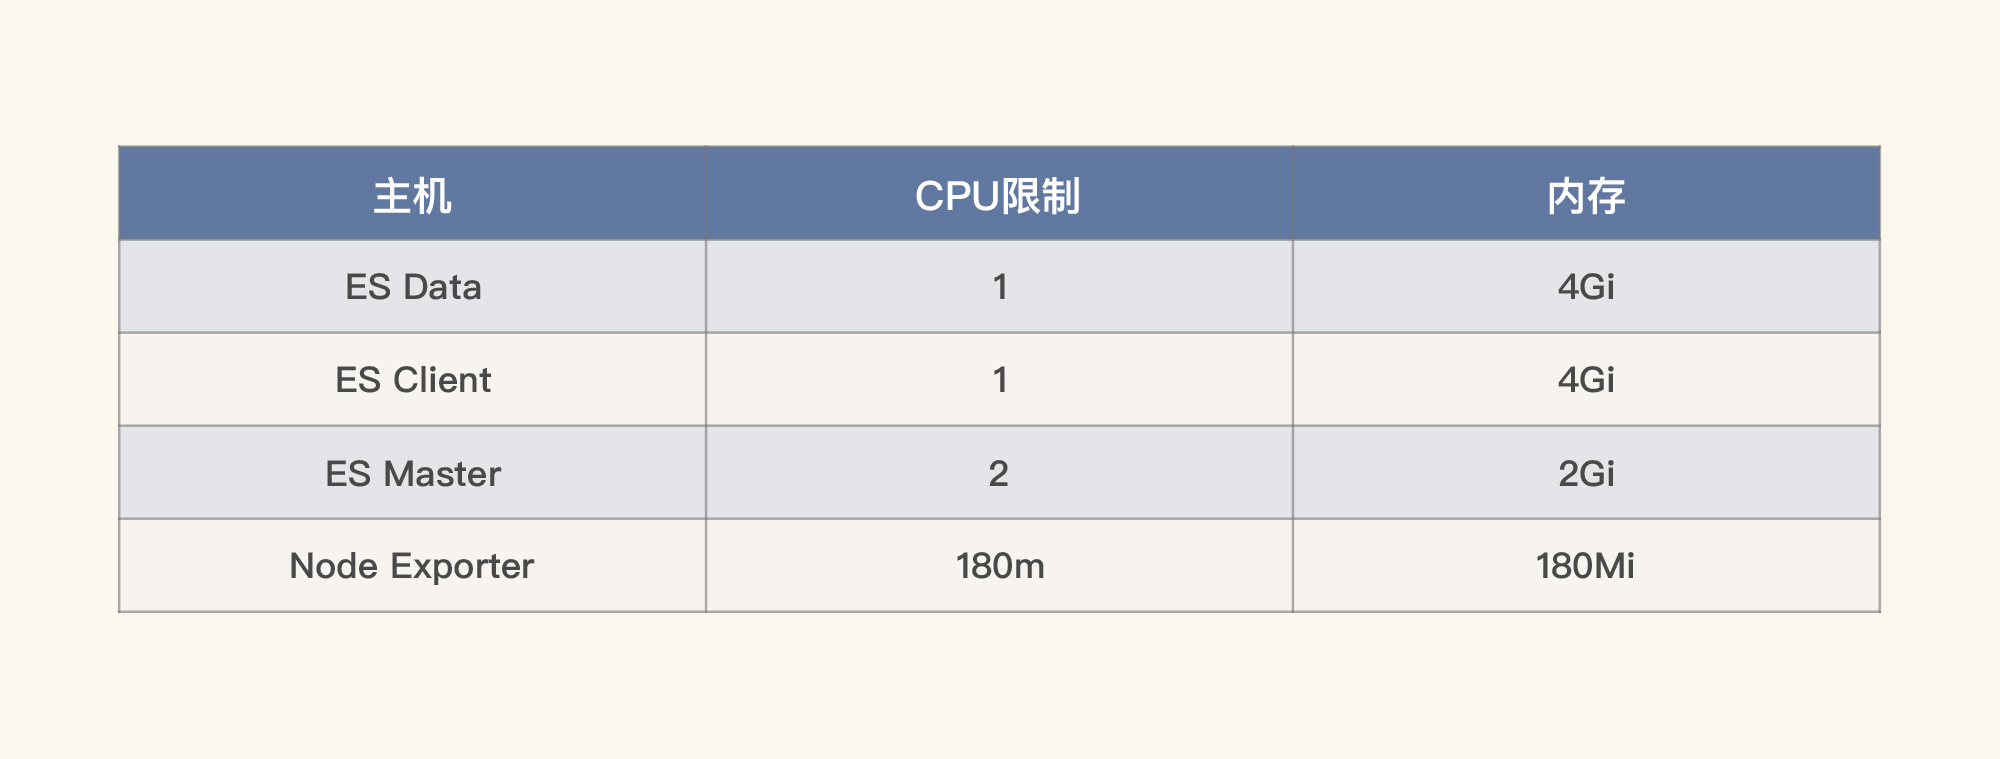 主机 CPU限制 内存
ES Data 1 4Gi
ES Client 1 4Gi
ES Master 2 2Gi
Node Exporter 180m 180Mi